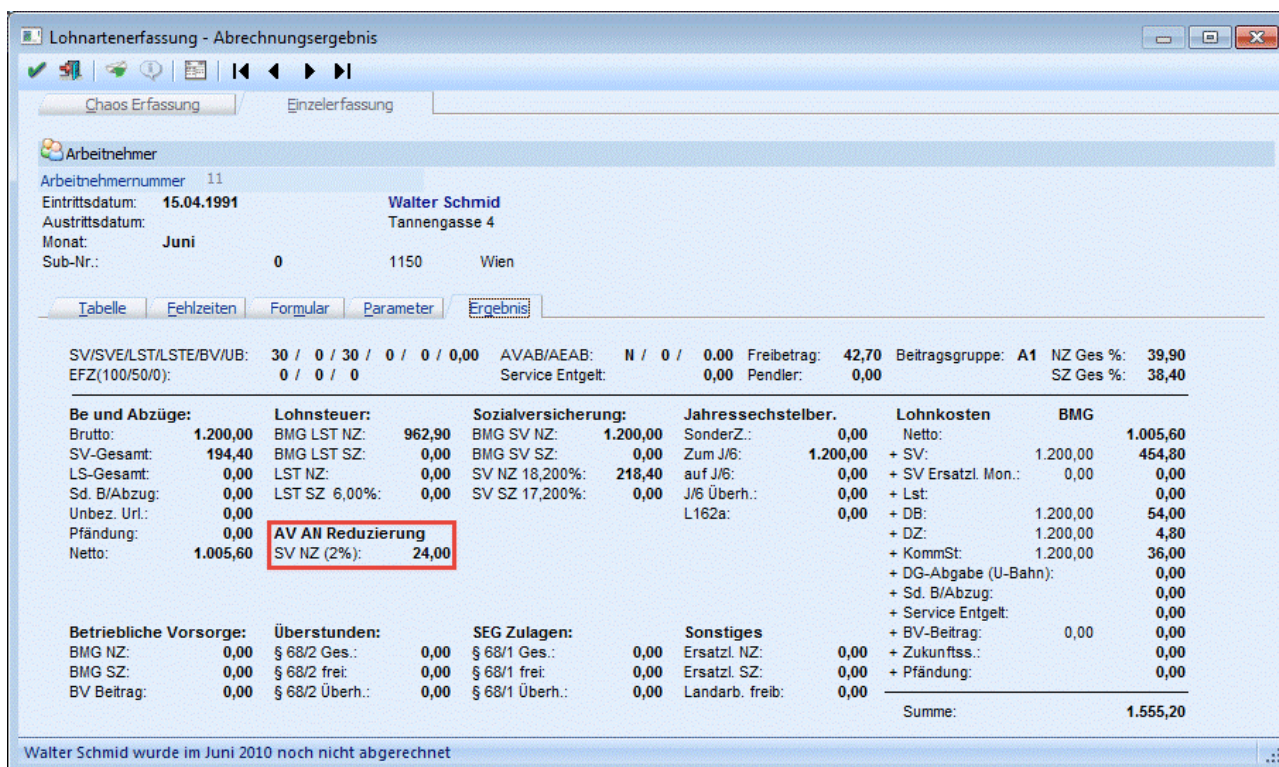 Lohnartenerfassung - Abrechnungsergebnis
Chaos Erfassung Einzelerfassung
Arbeitnehmer
Arbeitnehmernummer 11
Eintrittsdatum: 15.04.1991 Walter Schmid
Austrittsdatum: Tannengasse 4
Monat: Juni
Sub-Nr.: 0 1150 Wien
Tabelle Fehlzeiten Formular Parameter Ergebnis
SV/SVE/LST/LSTE/BV/UB: 30 / 0 / 30 / 0 / 0 / 0,00 AVAB/AEAB: N / 0 / 0.00 Freibetrag: 42,70 Beitragsgruppe: A1 NZ Ges %: 39,90
EFZ(100/50/0): 0 / 0 / 0 Service Entgelt: 0,00 Pendler: 0,00 SZ Ges %: 38,40
Be und Abzüge: Lohnsteuer: Sozialversicherung: Jahressechstelber. Lohnkosten BMG
Brutto: 1.200,00 BMG LST NZ: 962,90 BMG SV NZ: 1.200,00 SonderZ.: 0,00 Netto: 1.005,60
SV-Gesamt: 194,40 BMG LST SZ: 0,00 BMG SV SZ: 0,00 Zum J/6: 1.200,00 + SV: 1.200,00 454,80
LS-Gesamt: 0,00 LST NZ: 0,00 SV NZ 18,200%: 218,40 auf J/6: 0,00 + SV Ersatzl. Mon.: 0,00 0,00
Sd. B/Abzug: 0,00 LST SZ 6,00%: 0,00 SV SZ 17,200%: 0,00 J/6 Überh.: 0,00 + Lst: 0,00
Unbez. Url.: 0,00 L162a: 0,00 + DB: 1.200,00 54,00
Pfändung: 0,00 AV AN Reduzierung + DZ: 1.200,00 4,80
Netto: 1.005,60 SV NZ (2%): 24,00 + KommSt: 1.200,00 36,00
+ DG-Abgabe (U-Bahn): 0,00
+ Sd. B/Abzug: 0,00
+ Service Entgelt: 0,00
Betriebliche Vorsorge: Überstunden: SEG Zulagen: Sonstiges + BV-Beitrag: 0,00 0,00
BMG NZ: 0,00 § 68/2 Ges.: 0,00 § 68/1 Ges.: 0,00 Ersatzl. NZ: 0,00 + Zukunftss.: 0,00
BMG SZ: 0,00 § 68/2 frei: 0,00 § 68/1 frei: 0,00 Ersatzl. SZ: 0,00 + Pfändung: 0,00
BV Beitrag: 0,00 § 68/2 Überh.: 0,00 § 68/1 Überh.: 0,00 Landarb. freib: 0,00
Summe: 1.555,20
Walter Schmid wurde im Juni 2010 noch nicht abgerechnet